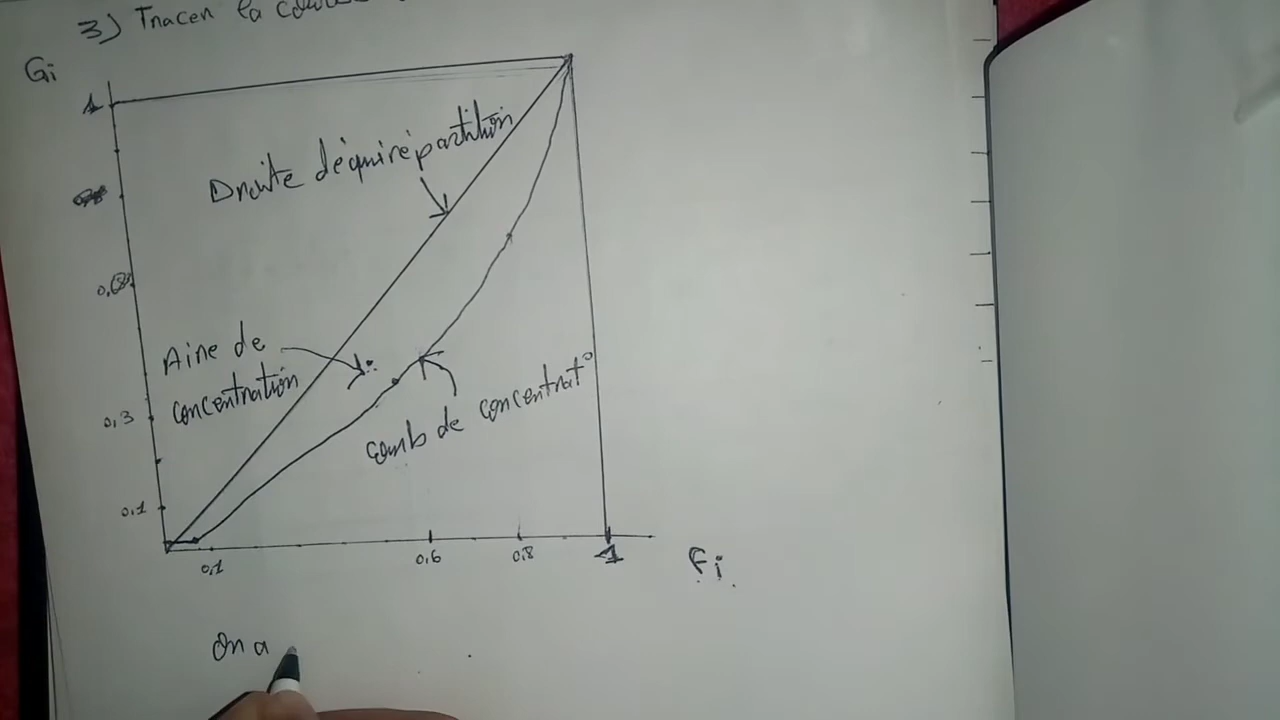 3) Tracer la
Gi
1
Droite d'équirépartition
Aire de
concentration
0,3
courb de concentrat°
0,1
0,1
0,6
0,8
1
Fi
On a